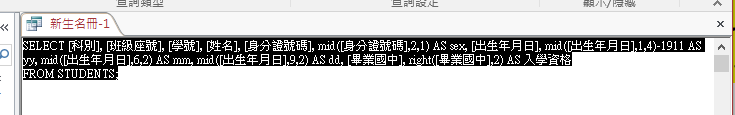 查詢類型 查詢設定 顯示/隱藏
新生名冊-1
SELECT [科別], [班級座號], [學號], [姓名], [身分證號碼], mid([身分證號碼],2,1) AS sex, [出生年月日], mid([出生年月日],1,4)-1911 AS
yy, mid([出生年月日],6,2) AS mm, mid([出生年月日],9,2) AS dd, [畢業國中], right([畢業國中],2) AS 入學資格
FROM STUDENTS;